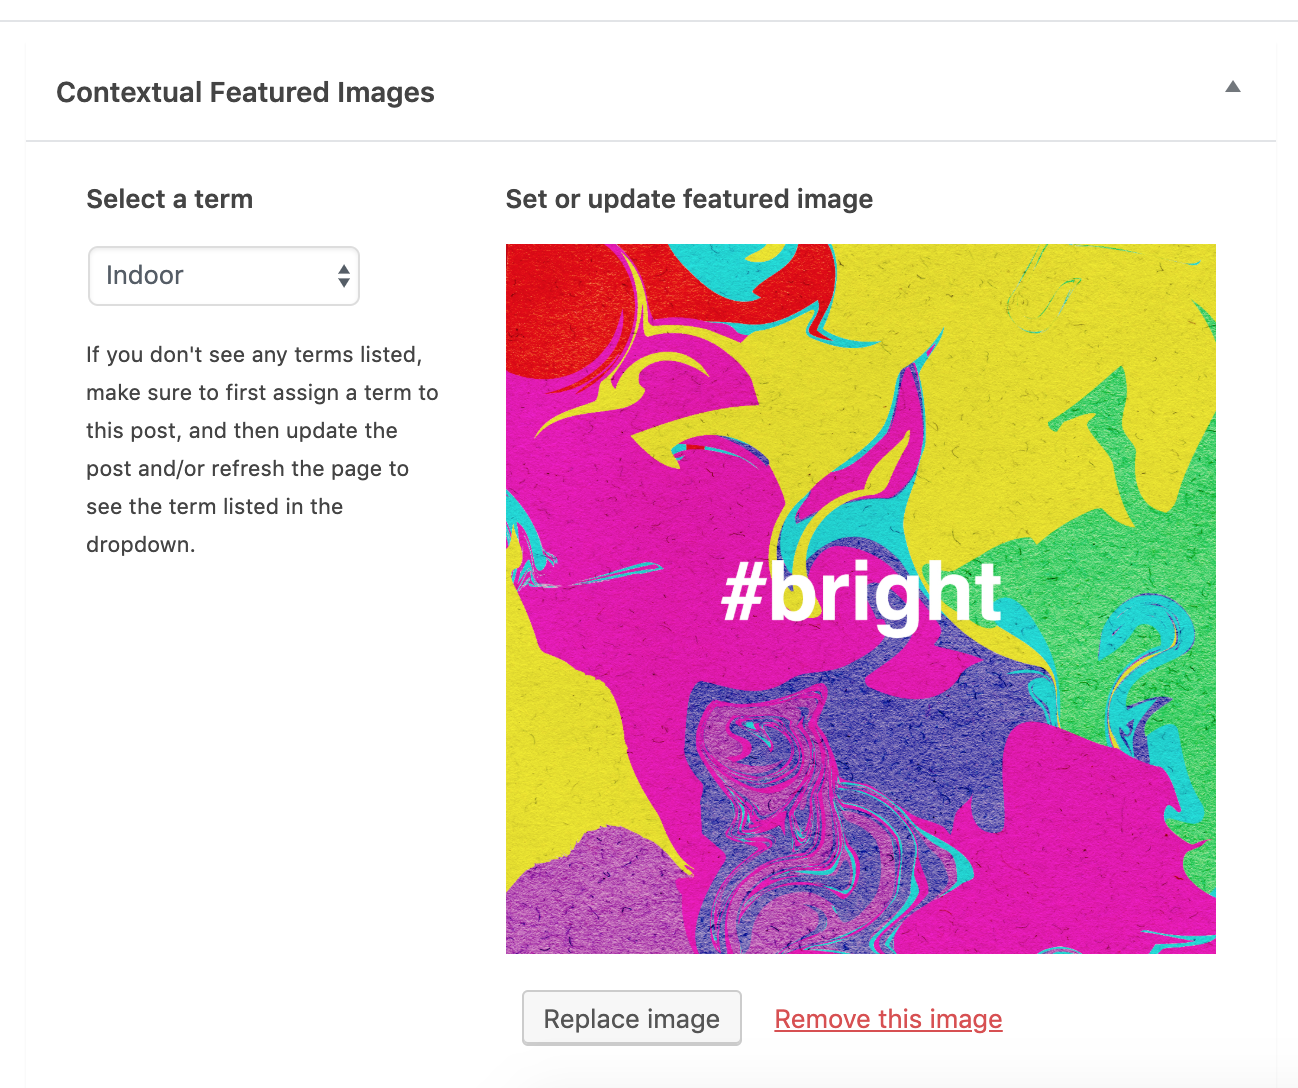 Contextual Featured Images
Select a term
Indoor
If you don't see any terms listed,
make sure to first assign a term to
this post, and then update the
post and/or refresh the page to
see the term listed in the
dropdown.
Set or update featured image
#bright
Replace image
Remove this image